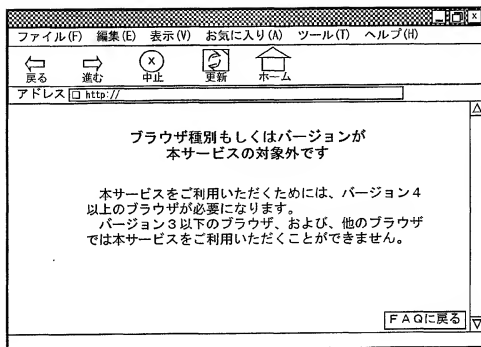 ファイル(F) 編集(E) 表示(V) お気に入り(A) ツール(T) ヘルプ(H)
戻る 進む 中止 更新 ホーム
アドレス http://
ブラウザ種別もしくはバージョンが
本サービスの対象外です
本サービスをご利用いただくためには、バージョン４
以上のブラウザが必要になります。
バージョン３以下のブラウザ、および、他のブラウザ
では本サービスをご利用いただくことができません。
ＦＡＱに戻る